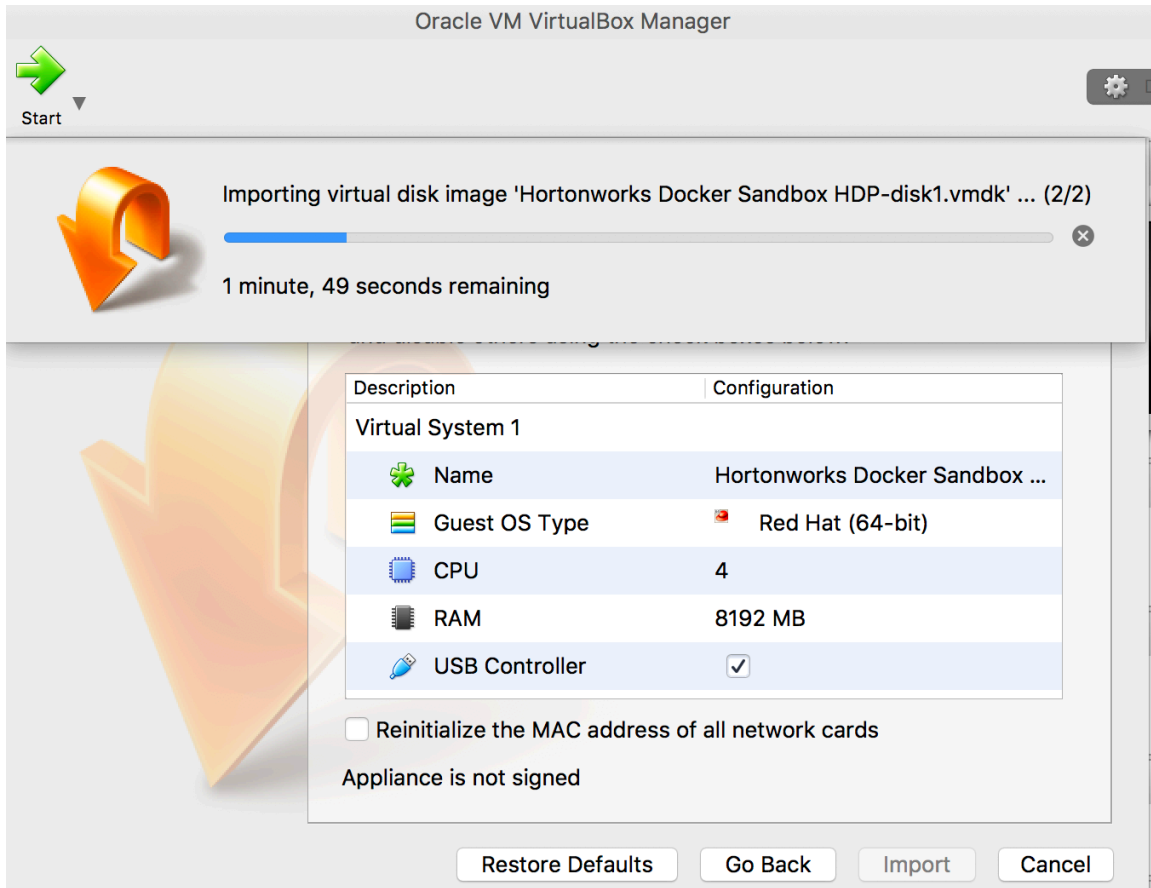 Oracle VM VirtualBox Manager
Start
Importing virtual disk image 'Hortonworks Docker Sandbox HDP-disk1.vmdk' ... (2/2)
1 minute, 49 seconds remaining
Description Configuration
Virtual System 1
Name Hortonworks Docker Sandbox ...
Guest OS Type Red Hat (64-bit)
CPU 4
RAM 8192 MB
USB Controller
Reinitialize the MAC address of all network cards
Appliance is not signed
Restore Defaults Go Back Import Cancel